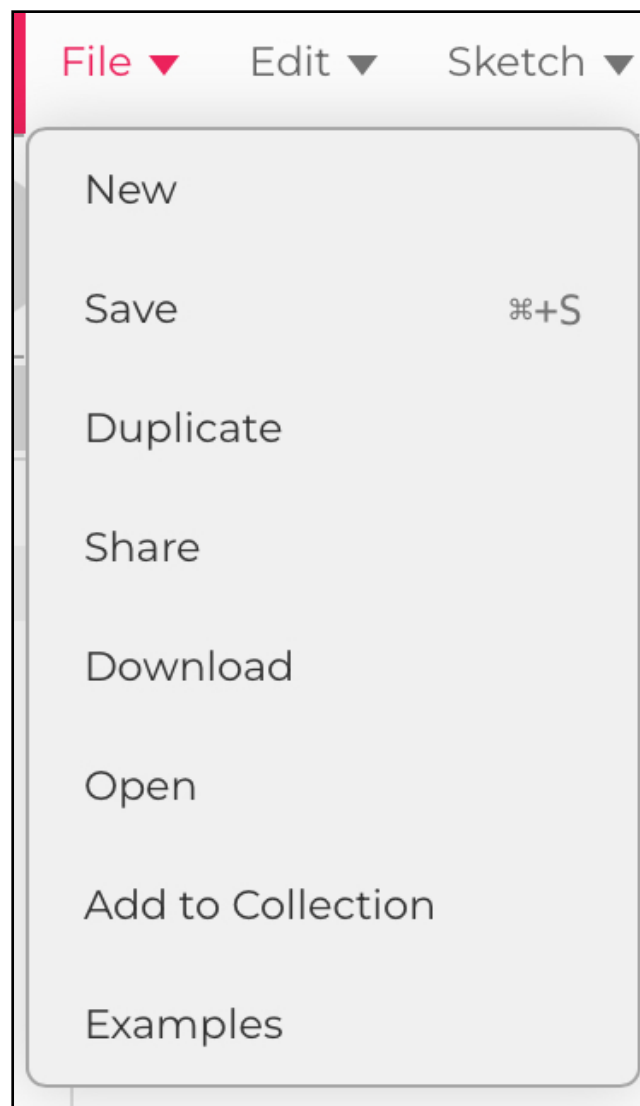 File ▼ Edit ▼ Sketch ▼
New
Save ⌘+S
Duplicate
Share
Download
Open
Add to Collection
Examples